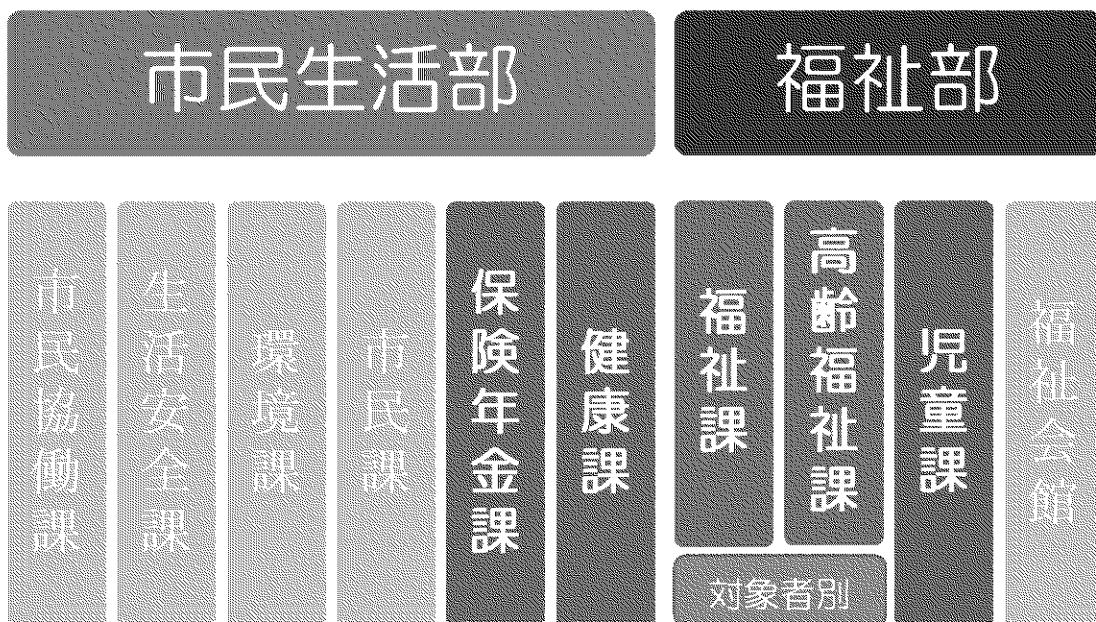 市民生活部
福祉部
市民協働課
生活安全課
環境課
市民課
保険年金課
健康課
福祉課
高齢福祉課
児童課
福祉会館
対象者別